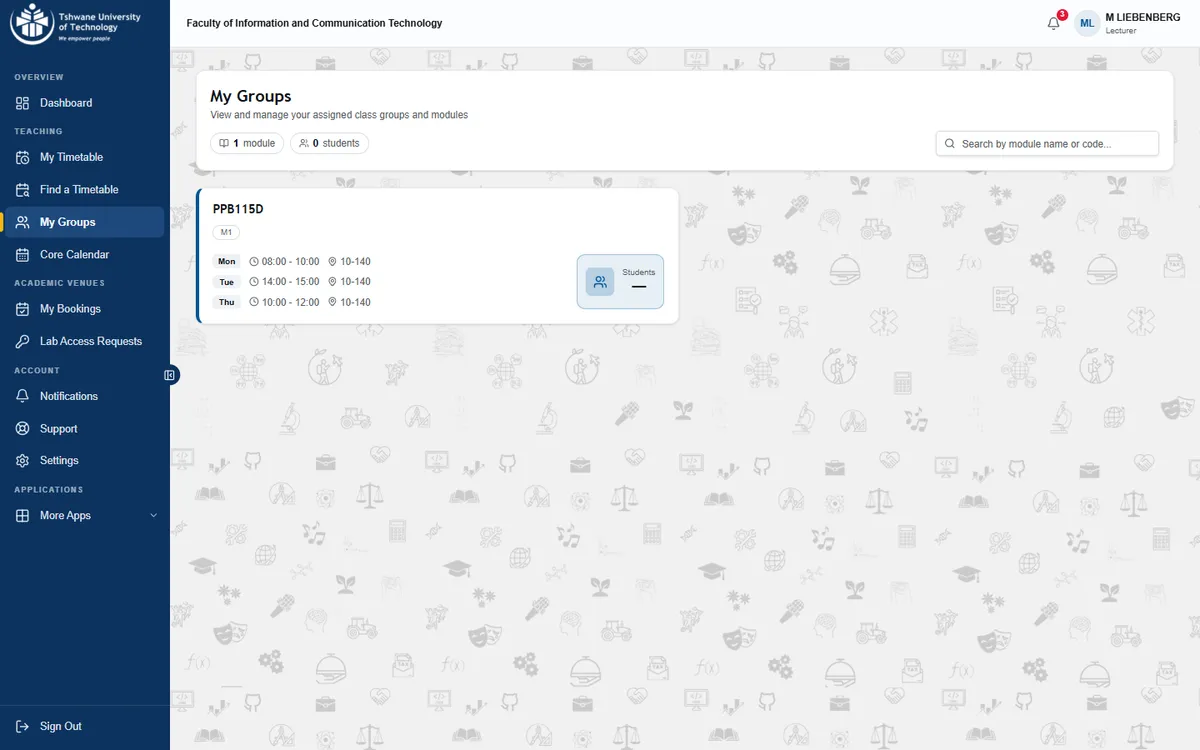 Tshwane University
of Technology
We empower people
Faculty of Information and Communication Technology
3
ML
M LIEBENBERG
Lecturer
OVERVIEW
Dashboard
TEACHING
My Timetable
Find a Timetable
My Groups
Core Calendar
ACADEMIC VENUES
My Bookings
Lab Access Requests
ACCOUNT
Notifications
Support
Settings
APPLICATIONS
More Apps
Sign Out
My Groups
View and manage your assigned class groups and modules
1 module
0 students
Search by module name or code...
PPB115D
M1
Mon 08:00 - 10:00 10-140
Tue 14:00 - 15:00 10-140
Thu 10:00 - 12:00 10-140
Students
—